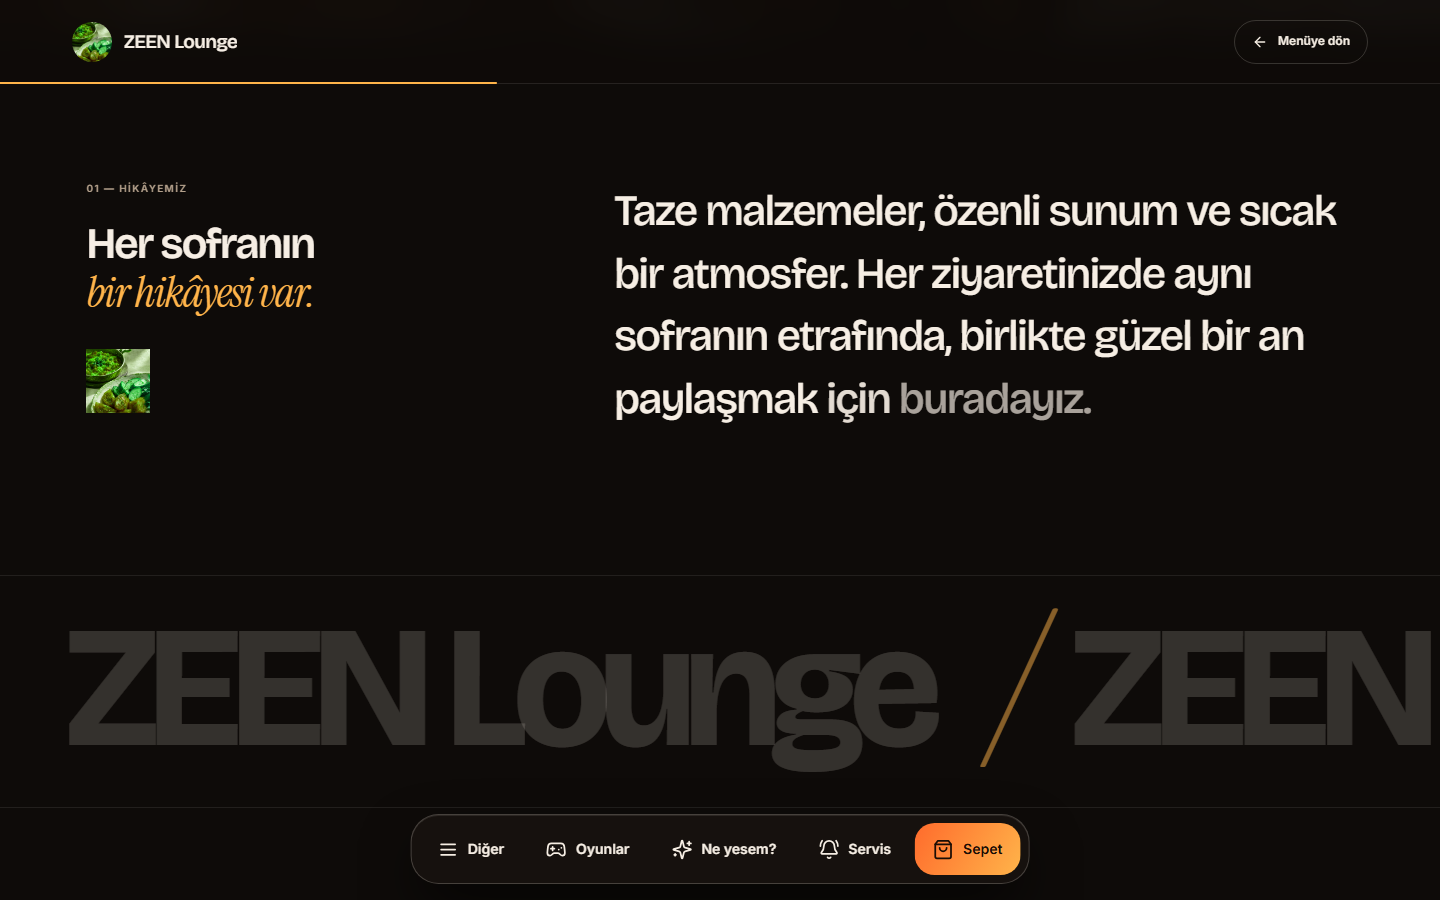 ZEEN Lounge
Menüye dön
01 — HİKÂYEMİZ
Her sofranın
bir hikâyesi var.
Taze malzemeler, özenli sunum ve sıcak
bir atmosfer. Her ziyaretinizde aynı
sofranın etrafında, birlikte güzel bir an
paylaşmak için buradayız.
ZEEN Lounge / ZEEN
Diğer
Oyunlar
Ne yesem?
Servis
Sepet